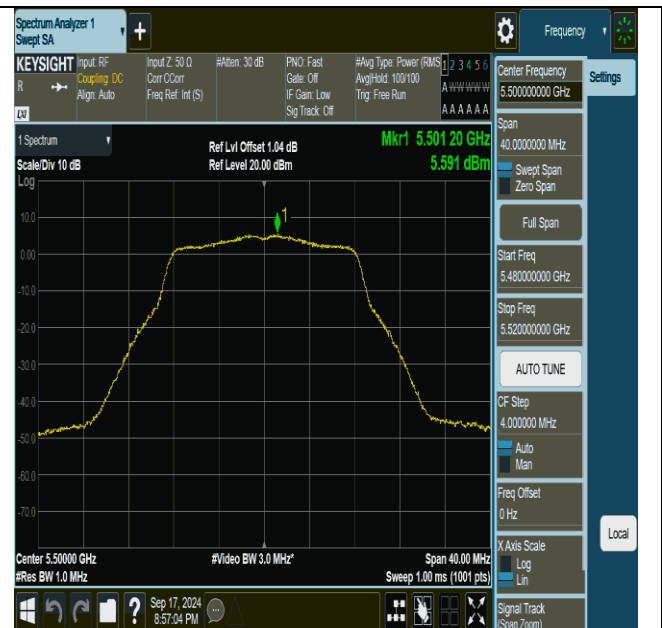 Spectrum Analyzer 1
Swept SA
+
Frequency
KEYSIGHT
R
LXI
Input: RF
Coupling: DC
Align: Auto
Input Z: 50 Ω
Corr CCorr
Freq Ref: Int (S)
#Atten: 30 dB
PNO: Fast
Gate: Off
IF Gain: Low
Sig Track: Off
#Avg Type: Power (RMS
Avg|Hold: 100/100
Trig: Free Run
1 2 3 4 5 6
A W W W W W
A A A A A A
1 Spectrum
Scale/Div 10 dB
Log
Ref Lvl Offset 1.04 dB
Ref Level 20.00 dBm
Mkr1 5.501 20 GHz
5.591 dBm
1
10.0
0.00
-10.0
-20.0
-30.0
-40.0
-50.0
-60.0
-70.0
Center 5.50000 GHz
#Res BW 1.0 MHz
#Video BW 3.0 MHz*
Span 40.00 MHz
Sweep 1.00 ms (1001 pts)
Center Frequency
5.500000000 GHz
Settings
Span
40.0000000 MHz
Swept Span
Zero Span
Full Span
Start Freq
5.480000000 GHz
Stop Freq
5.520000000 GHz
AUTO TUNE
CF Step
4.000000 MHz
Auto
Man
Freq Offset
0 Hz
X Axis Scale
Log
Lin
Local
Signal Track
(Span Zoom)
?
Sep 17, 2024
8:57:04 PM